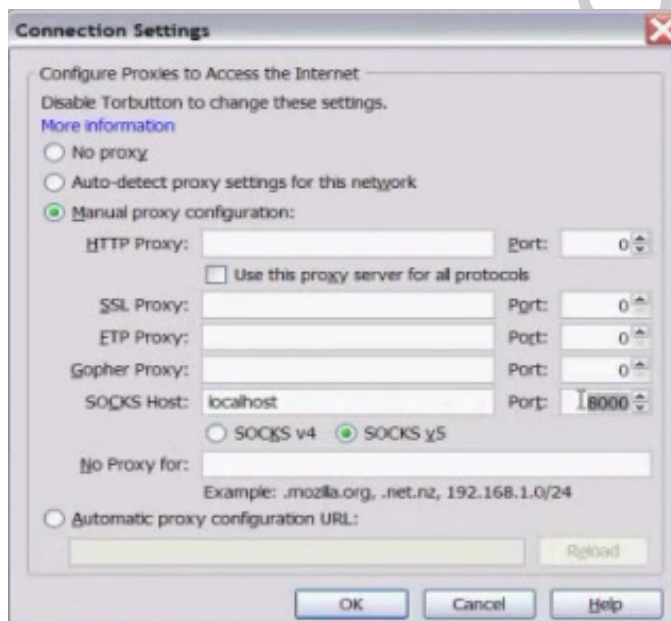 Connection Settings
Configure Proxies to Access the Internet
Disable Torbutton to change these settings.
More information
No proxy
Auto-detect proxy settings for this network
Manual proxy configuration:
HTTP Proxy: Port: 0
Use this proxy server for all protocols
SSL Proxy: Port: 0
FTP Proxy: Port: 0
Gopher Proxy: Port: 0
SOCKS Host: localhost Port: 8000
SOCKS v4 SOCKS v5
No Proxy for:
Example: .mozilla.org, .net.nz, 192.168.1.0/24
Automatic proxy configuration URL:
Reload
OK Cancel Help